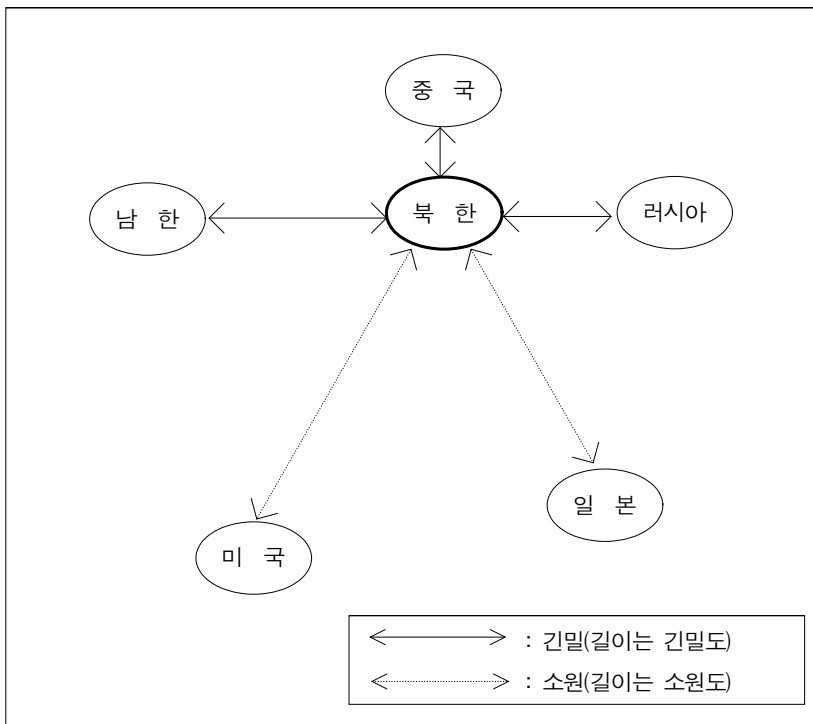 중 국
남 한
북 한
러시아
미 국
일 본
: 긴밀(길이는 긴밀도)
: 소원(길이는 소원도)